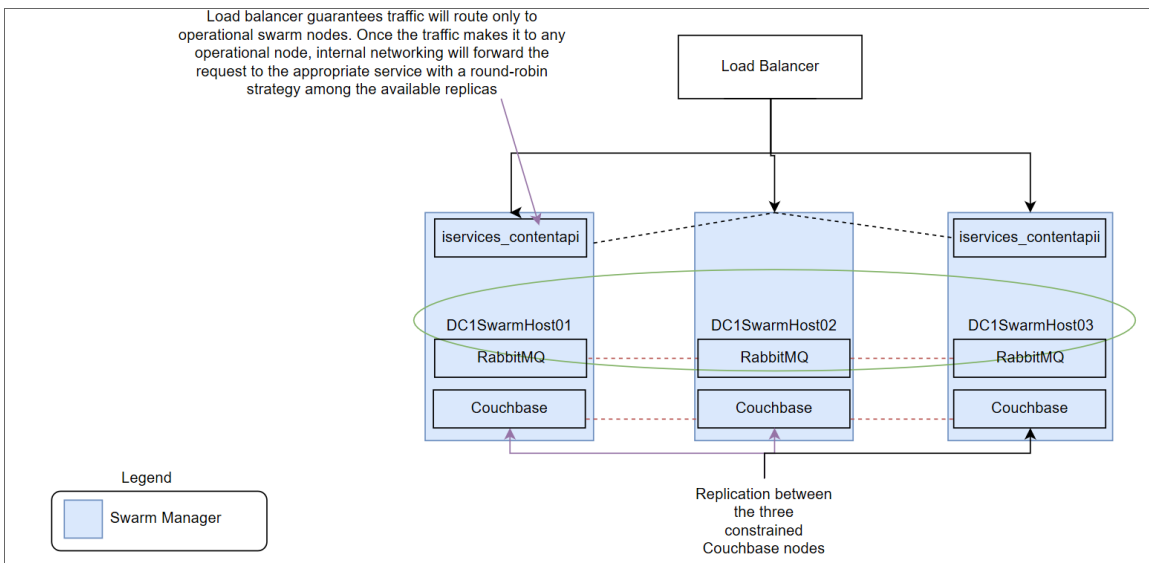 Load balancer guarantees traffic will route only to
operational swarm nodes. Once the traffic makes it to any
operational node, internal networking will forward the
request to the appropriate service with a round-robin
strategy among the available replicas
Load Balancer
iservices_contentapi
iservices_contentapii
DC1SwarmHost01
DC1SwarmHost02
DC1SwarmHost03
RabbitMQ
RabbitMQ
RabbitMQ
Couchbase
Couchbase
Couchbase
Legend
Swarm Manager
Replication between
the three
constrained
Couchbase nodes